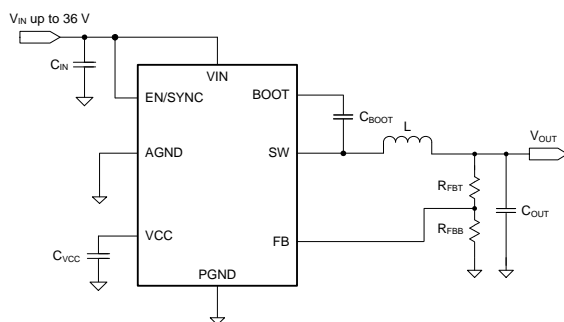 VIN up to 36 V
CIN
VIN
EN/SYNC
BOOT
CBOOT
L
VOUT
AGND
SW
RFBT
COUT
RFBB
CVCC
VCC
FB
PGND